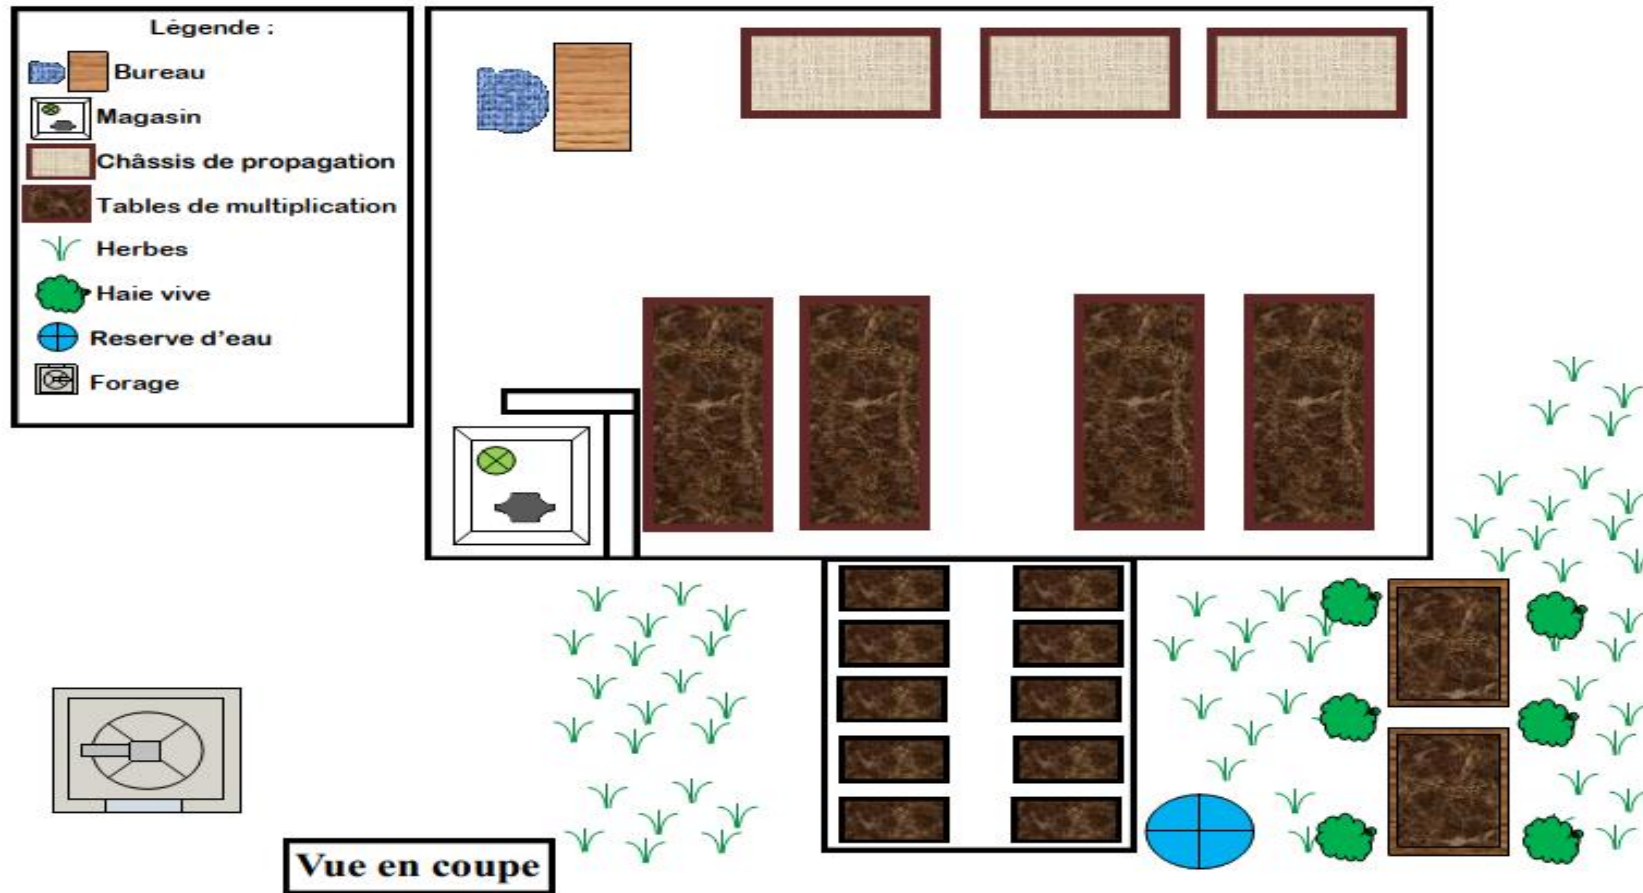 Légende :
Bureau
Magasin
Châssis de propagation
Tables de multiplication
Herbes
Haie vive
Reserve d'eau
Forage
Vue en coupe